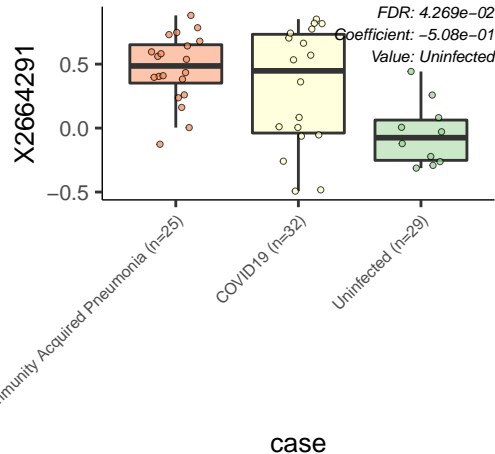 FDR: 4.269e−02
Coefficient: −5.08e−01
Value: Uninfected
X2664291
0.5
0.0
−0.5
Acquired Pneumonia (n=25)
COVID19 (n=32)
Uninfected (n=29)
case